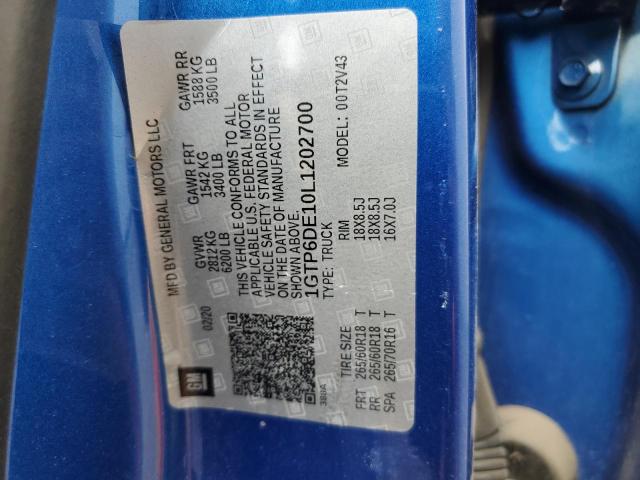 GM
02/20
MFD BY GENERAL MOTORS LLC
GVWR GAWR FRT GAWR RR
2812 KG 1542 KG 1588 KG
6200 LB 3400 LB 3500 LB
THIS VEHICLE CONFORMS TO ALL
APPLICABLE U.S. FEDERAL MOTOR
VEHICLE SAFETY STANDARDS IN EFFECT
ON THE DATE OF MANUFACTURE
SHOWN ABOVE.
1GTP6DE10L1202700
TYPE: TRUCK MODEL: 00T2V43
TIRE SIZE RIM
FRT 265/60R18 T 18X8.5J
RR 265/60R18 T 18X8.5J
SPA 265/70R16 T 16X7.0J